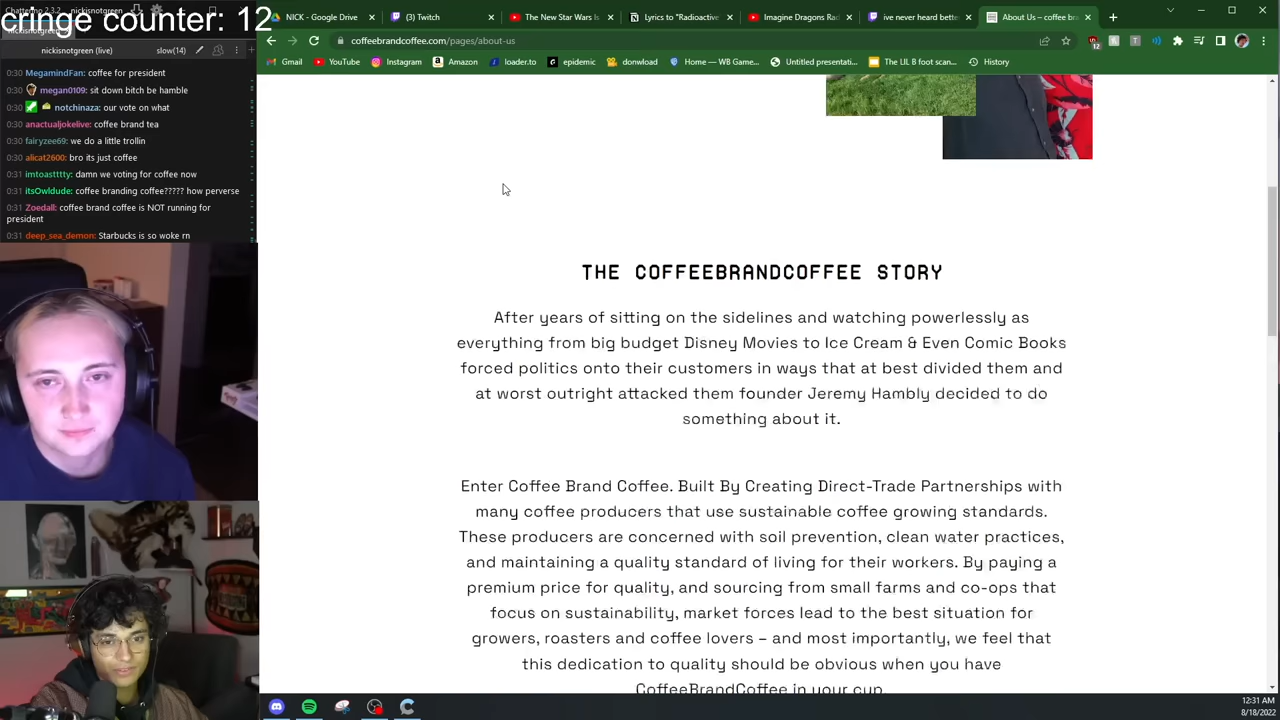 cringe counter: 12
nickisnotgreen (live)
slow(14)
0:30 MegamindFan: coffee for president
0:30 megan0109: sit down bitch be humble
0:30 notchinaza: our vote on what
0:30 anactualjokelive: coffee brand tea
0:30 fairyzee69: we do a little trollin
0:30 alicat2600: bro its just coffee
0:31 imtoastttty: damn we voting for coffee now
0:31 itsOwldude: coffee branding coffee????? how perverse
0:31 Zoedall: coffee brand coffee is NOT running for
president
0:31 deep_sea_demon: Starbucks is so woke rn
NICK - Google Drive
(3) Twitch
The New Star Wars Is
Lyrics to "Radioactive
Imagine Dragons Rad
ive never heard better
About Us – coffee bra
coffeebrandcoffee.com/pages/about-us
12
Gmail
YouTube
Instagram
Amazon
loader.to
epidemic
donwload
Home — WB Game...
Untitled presentati...
The LIL B foot scan...
History
THE COFFEEBRANDCOFFEE STORY
After years of sitting on the sidelines and watching powerlessly as
everything from big budget Disney Movies to Ice Cream & Even Comic Books
forced politics onto their customers in ways that at best divided them and
at worst outright attacked them founder Jeremy Hambly decided to do
something about it.
Enter Coffee Brand Coffee. Built By Creating Direct-Trade Partnerships with
many coffee producers that use sustainable coffee growing standards.
These producers are concerned with soil prevention, clean water practices,
and maintaining a quality standard of living for their workers. By paying a
premium price for quality, and sourcing from small farms and co-ops that
focus on sustainability, market forces lead to the best situation for
growers, roasters and coffee lovers – and most importantly, we feel that
this dedication to quality should be obvious when you have
CoffeeBrandCoffee in your cup.
12:31 AM
8/18/2022